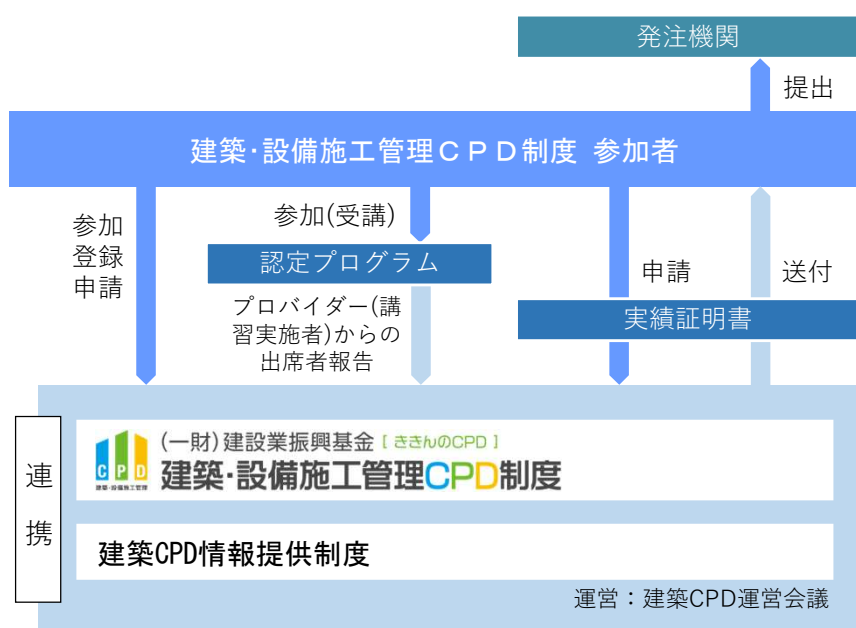 発注機関
提出
建築･設備施工管理ＣＰＤ制度 参加者
参加
登録
申請
参加(受講)
認定プログラム
プロバイダー(講
習実施者)からの
出席者報告
申請
送付
実績証明書
連
携
CPD
建築･設備施工管理
(一財)建設業振興基金 [ ききんのCPD ]
建築･設備施工管理CPD制度
建築CPD情報提供制度
運営：建築CPD運営会議